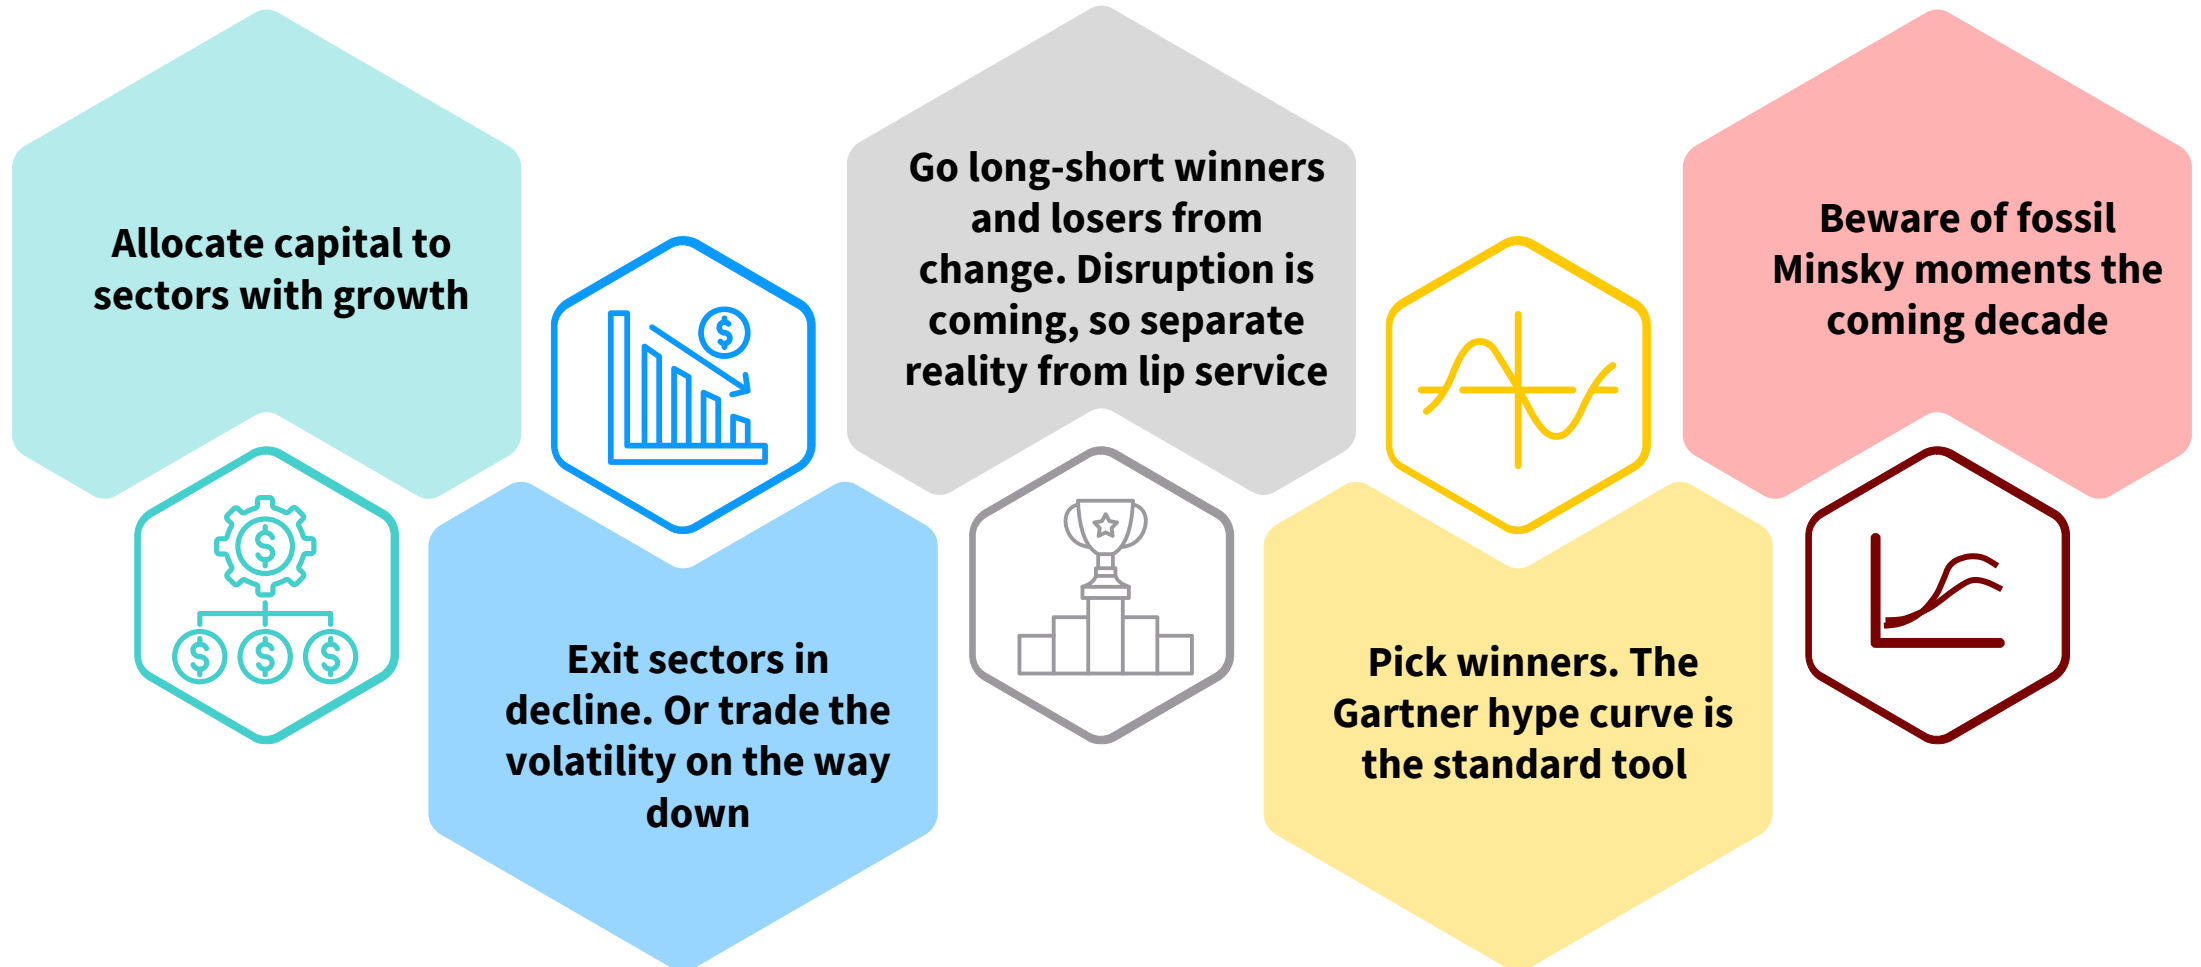 Allocate capital to
sectors with growth
Exit sectors in
decline. Or trade the
volatility on the way
down
Go long-short winners
and losers from
change. Disruption is
coming, so separate
reality from lip service
Pick winners. The
Gartner hype curve is
the standard tool
Beware of fossil
Minsky moments the
coming decade
$
$
$ $ $